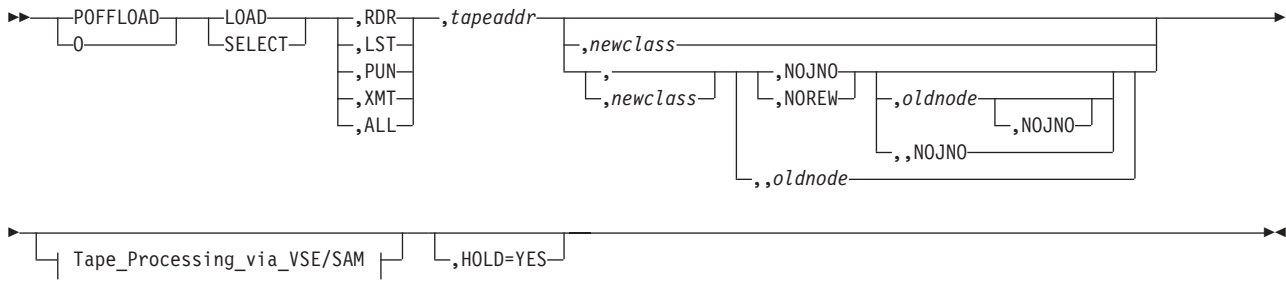 POFFLOAD LOAD ,RDR ,tapeaddr
O SELECT ,LST ,newclass
,PUN , ,NOJNO
,XMT ,newclass ,NOREW ,oldnode
,ALL ,NOJNO
,,NOJNO
,,oldnode
Tape_Processing_via_VSE/SAM ,HOLD=YES